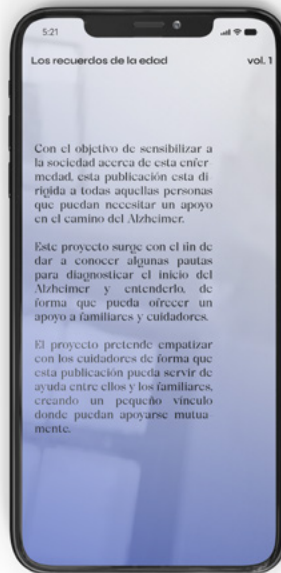 5:21
Los recuerdos de la edad vol. 1
Con el objetivo de sensibilizar a
la sociedad acerca de esta enfer-
medad, esta publicación esta di-
rigida a todas aquellas personas
que puedan necesitar un apoyo
en el camino del Alzheimer.
Este proyecto surge con el fin de
dar a conocer algunas pautas
para diagnosticar el inicio del
Alzheimer y entenderlo, de
forma que pueda ofrecer un
apoyo a familiares y cuidadores.
El proyecto pretende empatizar
con los cuidadores de forma que
esta publicación pueda servir de
ayuda entre ellos y los familiares,
creando un pequeño vínculo
donde puedan apoyarse mutua-
mente.